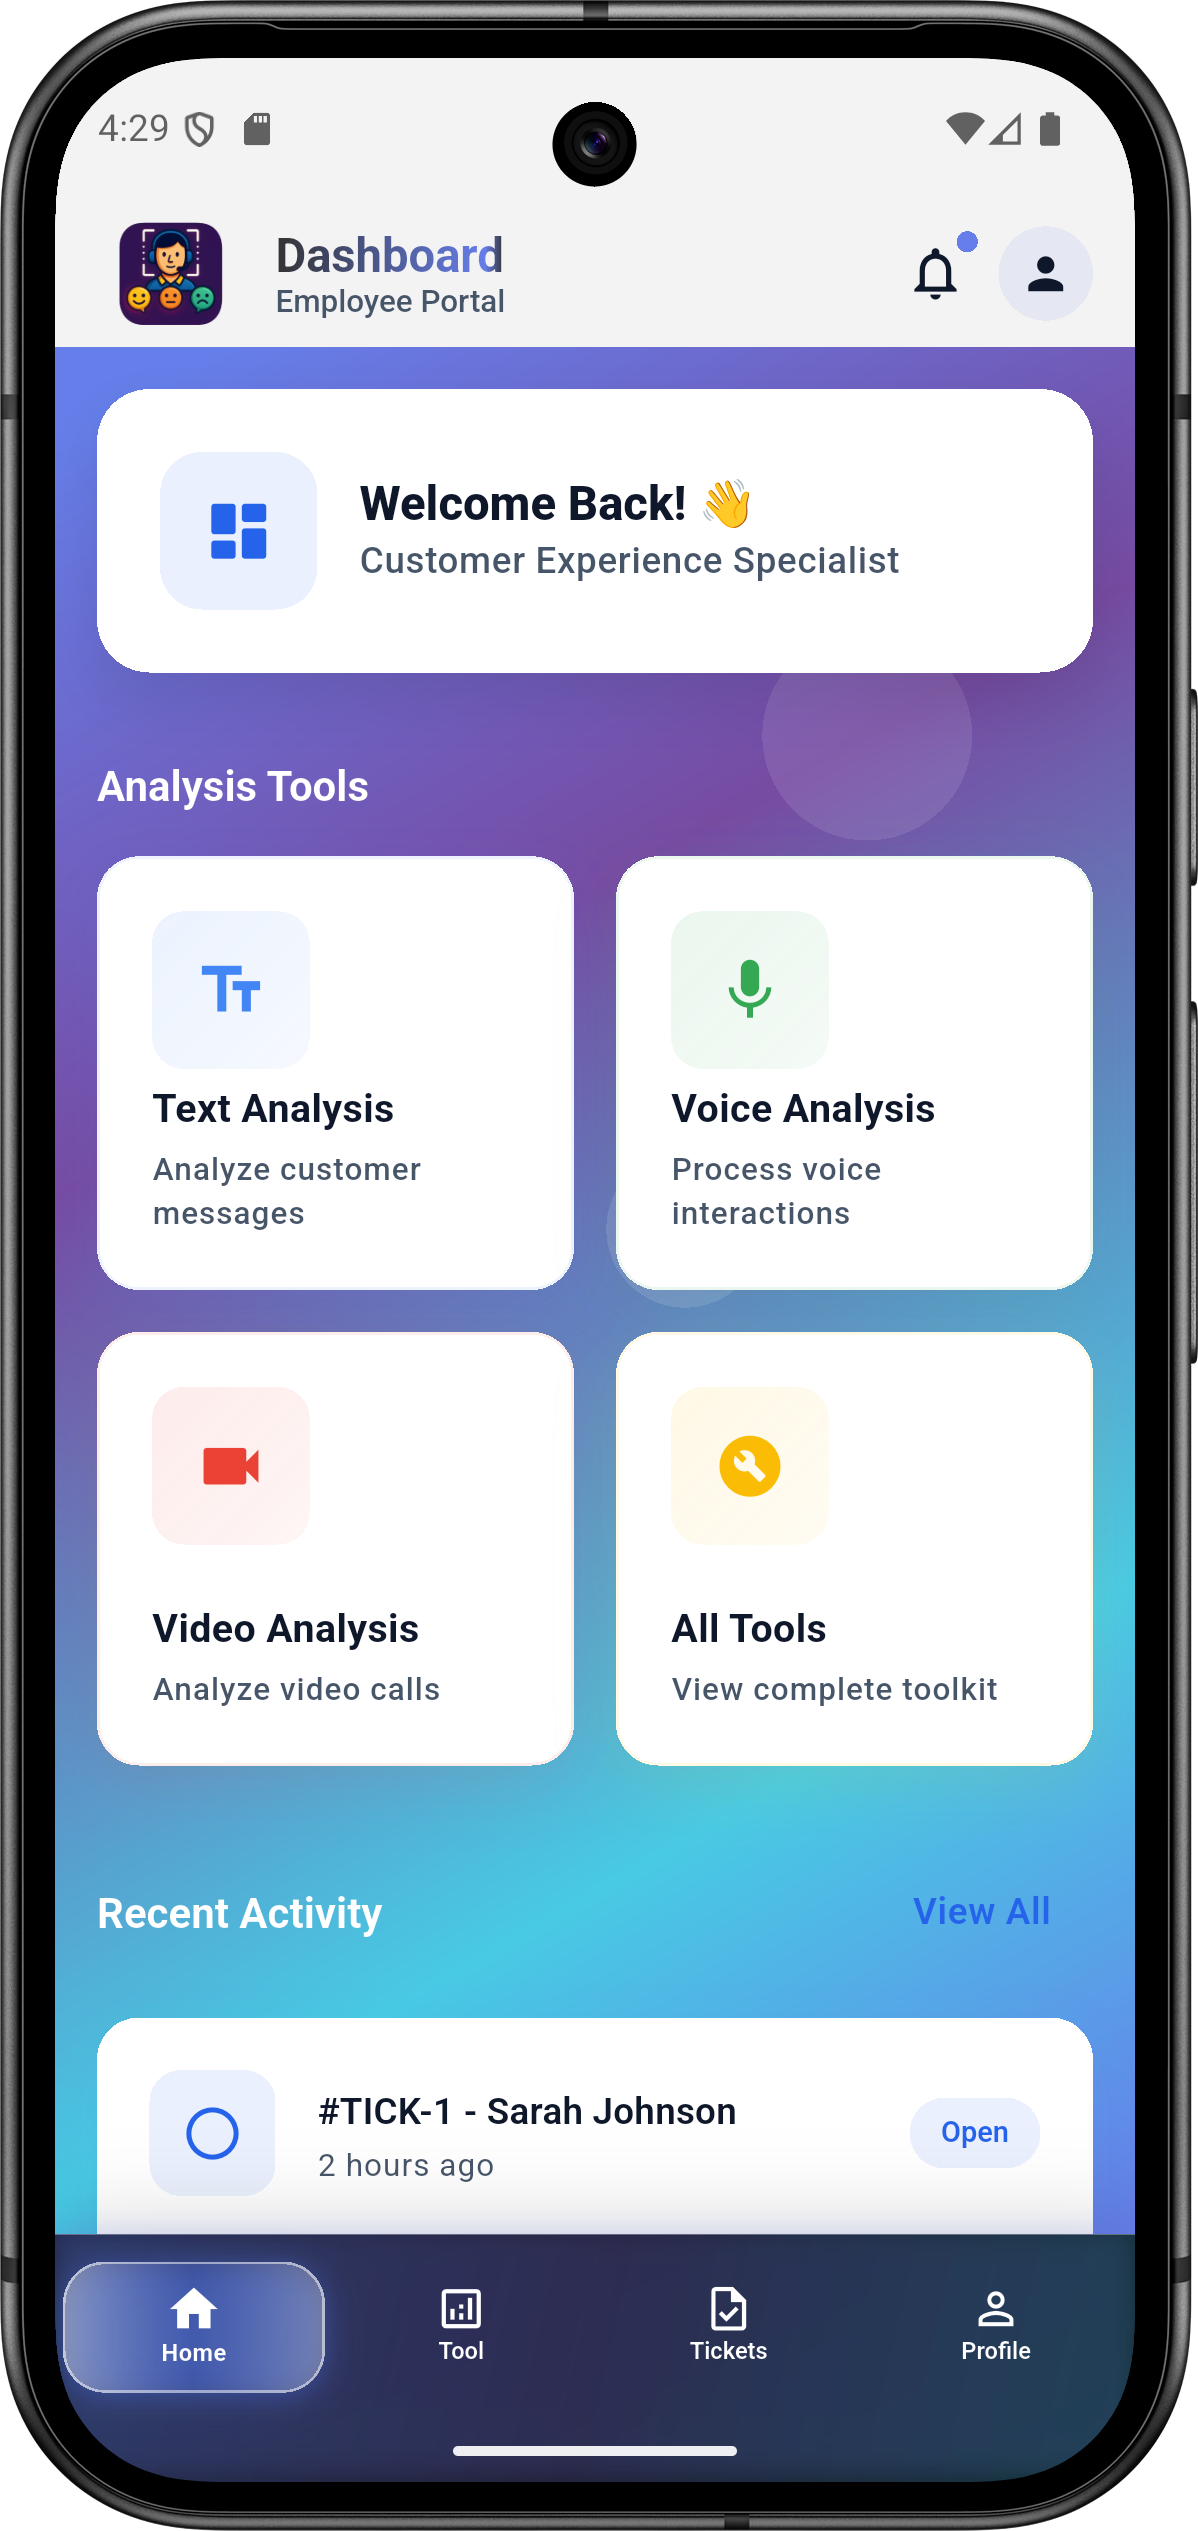 4:29
Dashboard
Employee Portal
Welcome Back! 👋
Customer Experience Specialist
Analysis Tools
Text Analysis
Analyze customer
messages
Voice Analysis
Process voice
interactions
Video Analysis
Analyze video calls
All Tools
View complete toolkit
Recent Activity
View All
#TICK-1 - Sarah Johnson
2 hours ago
Open
Home
Tool
Tickets
Profile